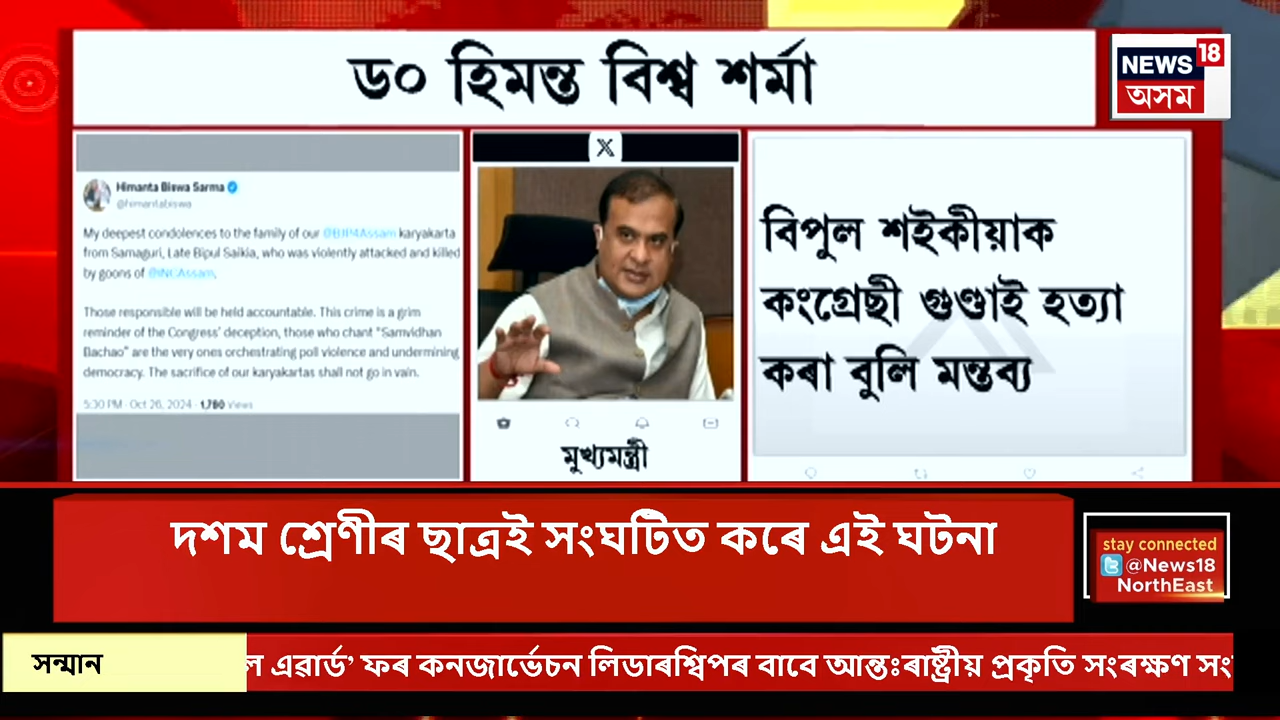 ড০ হিমন্ত বিশ্ব শৰ্মা
NEWS 18
অসম
Himanta Biswa Sarma
@himantabiswa
My deepest condolences to the family of our @BJP4Assam karyakarta
from Samaguri, Late Bipul Saikia, who was violently attacked and killed
by goons of @INCAssam.
Those responsible will be held accountable. This crime is a grim
reminder of the Congress' deception, those who chant "Samvidhan
Bachao" are the very ones orchestrating poll violence and undermining
democracy. The sacrifice of our karyakartas shall not go in vain.
5:30 PM · Oct 26, 2024 · 1,780 Views
X
মুখ্যমন্ত্ৰী
বিপুল শইকীয়াক
কংগ্ৰেছী গুণ্ডাই হত্যা
কৰা বুলি মন্তব্য
দশম শ্ৰেণীৰ ছাত্ৰই সংঘটিত কৰে এই ঘটনা
stay connected
@News18
NorthEast
সন্মান
ল এৱাৰ্ড’ ফৰ কনজাৰ্ভেচন লিডাৰশ্বিপৰ বাবে আন্তঃৰাষ্ট্ৰীয় প্ৰকৃতি সংৰক্ষণ সং